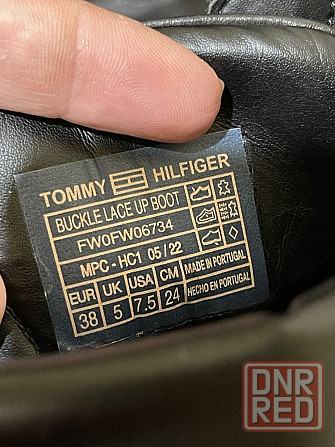 TOMMY HILFIGER
BUCKLE LACE UP BOOT
FW0FW06734
MPC - HC1 05 / 22
EUR UK USA CM MADE IN PORTUGAL
38 5 7.5 24 HECHO EN PORTUGAL
DNR
RED